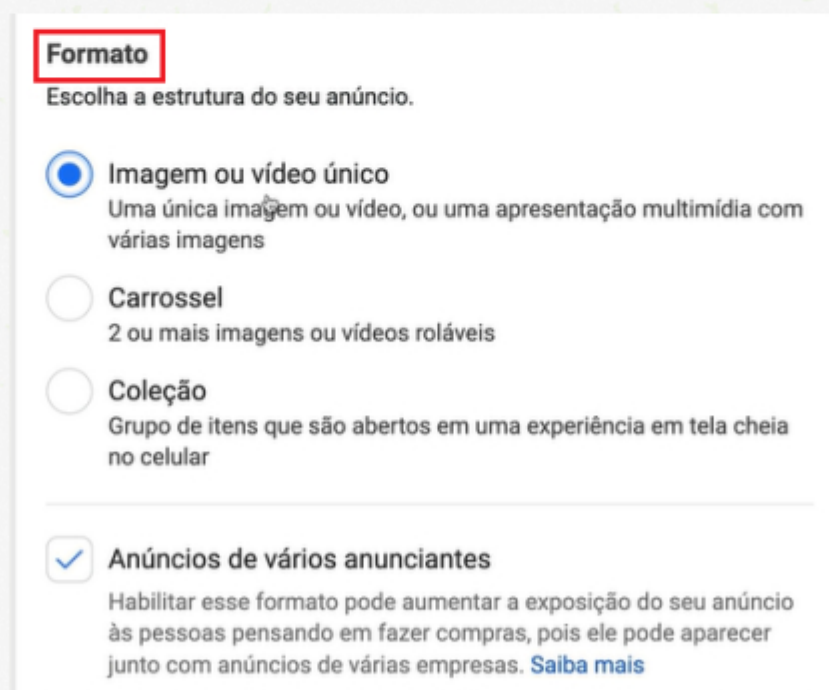 Formato
Escolha a estrutura do seu anúncio.
Imagem ou vídeo único
Uma única imagem ou vídeo, ou uma apresentação multimídia com
várias imagens
Carrossel
2 ou mais imagens ou vídeos roláveis
Coleção
Grupo de itens que são abertos em uma experiência em tela cheia
no celular
Anúncios de vários anunciantes
Habilitar esse formato pode aumentar a exposição do seu anúncio
às pessoas pensando em fazer compras, pois ele pode aparecer
junto com anúncios de várias empresas. Saiba mais